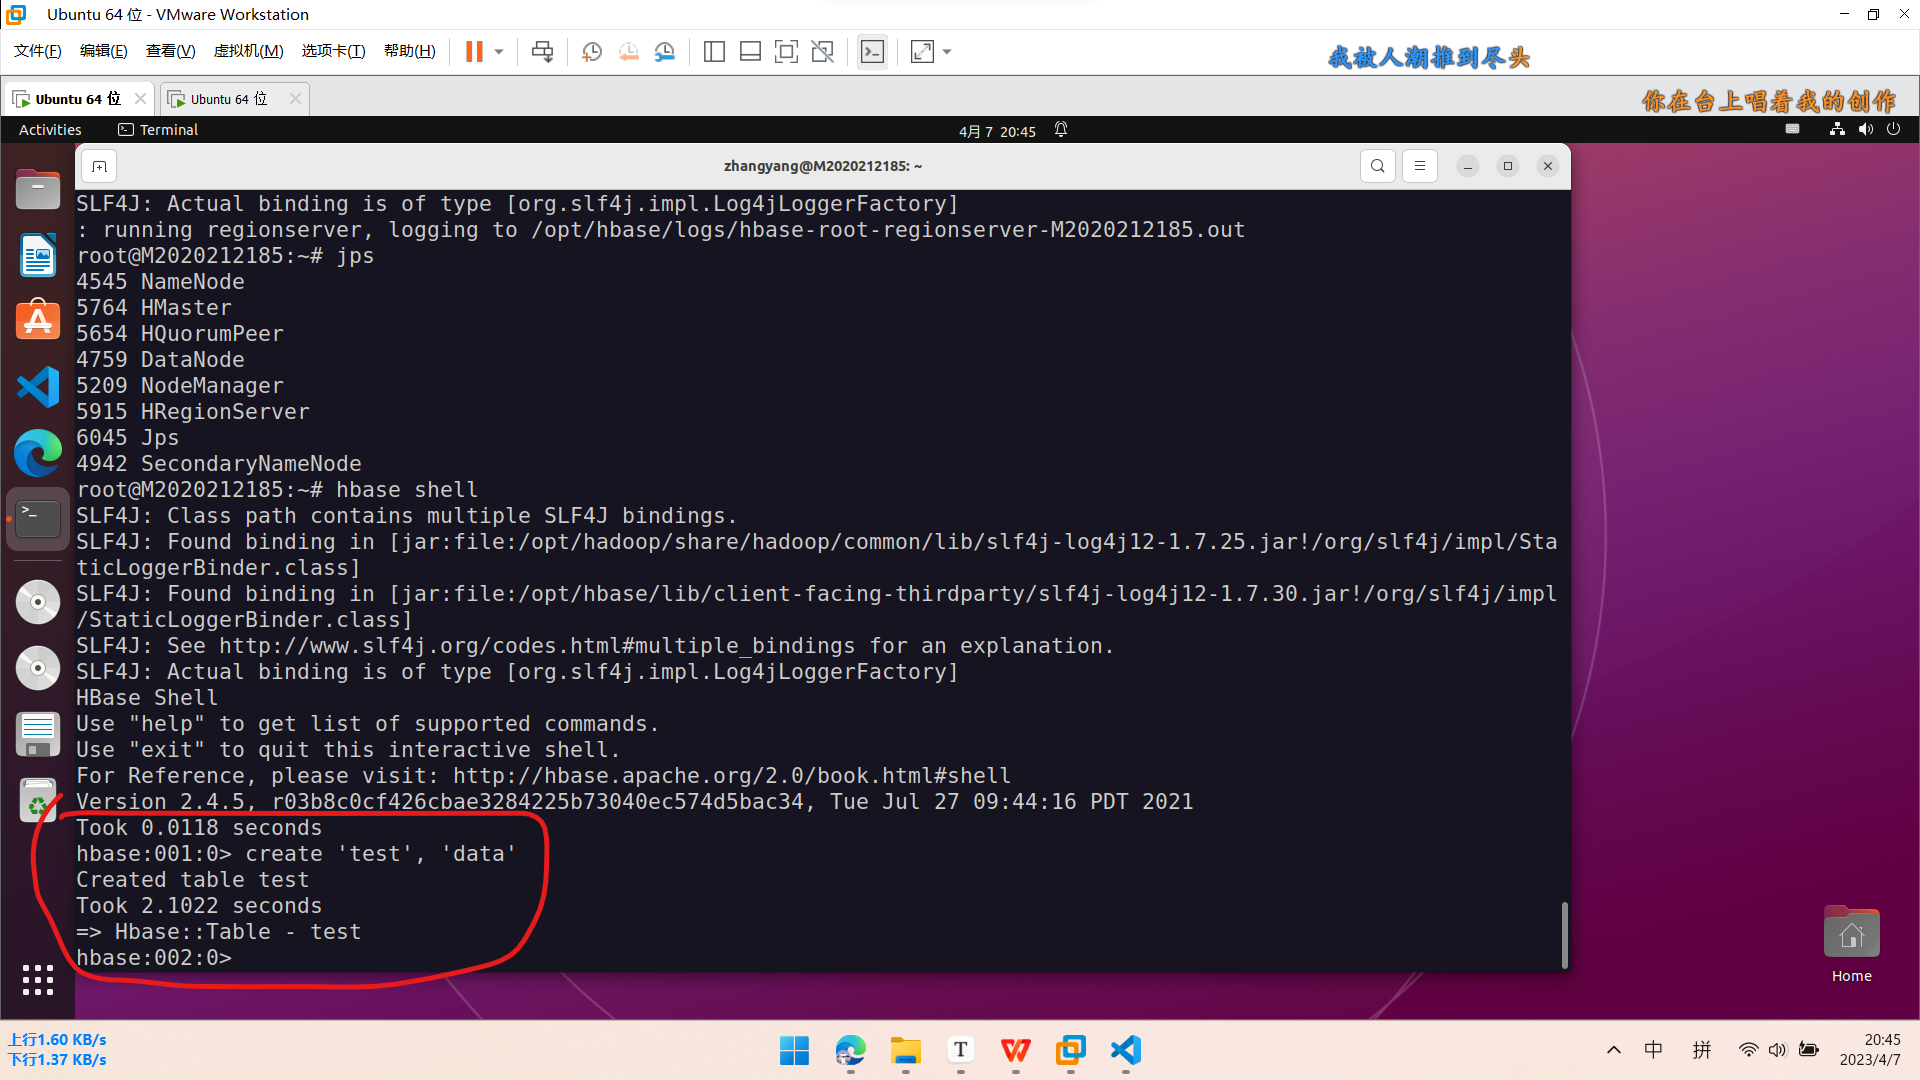 Ubuntu 64 位 - VMware Workstation
文件(F) 编辑(E) 查看(V) 虚拟机(M) 选项卡(T) 帮助(H)
我被人潮推到尽头
你在台上唱着我的创作
Ubuntu 64 位
Ubuntu 64 位
Activities
Terminal
4月 7 20:45
zhangyang@M2020212185: ~
SLF4J: Actual binding is of type [org.slf4j.impl.Log4jLoggerFactory]
: running regionserver, logging to /opt/hbase/logs/hbase-root-regionserver-M2020212185.out
root@M2020212185:~# jps
4545 NameNode
5764 HMaster
5654 HQuorumPeer
4759 DataNode
5209 NodeManager
5915 HRegionServer
6045 Jps
4942 SecondaryNameNode
root@M2020212185:~# hbase shell
SLF4J: Class path contains multiple SLF4J bindings.
SLF4J: Found binding in [jar:file:/opt/hadoop/share/hadoop/common/lib/slf4j-log4j12-1.7.25.jar!/org/slf4j/impl/Sta
ticLoggerBinder.class]
SLF4J: Found binding in [jar:file:/opt/hbase/lib/client-facing-thirdparty/slf4j-log4j12-1.7.30.jar!/org/slf4j/impl
/StaticLoggerBinder.class]
SLF4J: See http://www.slf4j.org/codes.html#multiple_bindings for an explanation.
SLF4J: Actual binding is of type [org.slf4j.impl.Log4jLoggerFactory]
HBase Shell
Use "help" to get list of supported commands.
Use "exit" to quit this interactive shell.
For Reference, please visit: http://hbase.apache.org/2.0/book.html#shell
Version 2.4.5, r03b8c0cf426cbae3284225b73040ec574d5bac34, Tue Jul 27 09:44:16 PDT 2021
Took 0.0118 seconds
hbase:001:0> create 'test', 'data'
Created table test
Took 2.1022 seconds
=> Hbase::Table - test
hbase:002:0>
Home
上行1.60 KB/s
下行1.37 KB/s
中 拼
20:45
2023/4/7